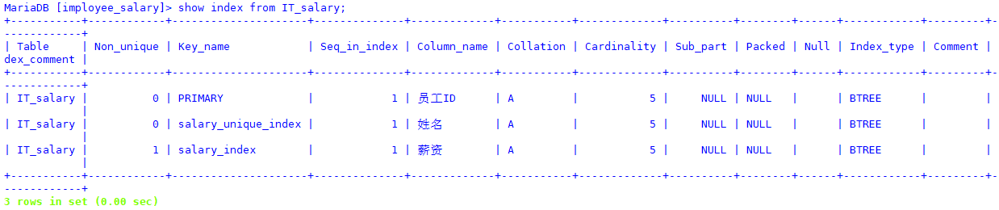 MariaDB [imployee_salary]> show index from IT_salary;
+-----------+------------+---------------------+--------------+-------------+-----------+-------------+----------+--------+------+------------+---------+-
------------+
| Table     | Non_unique | Key_name            | Seq_in_index | Column_name | Collation | Cardinality | Sub_part | Packed | Null | Index_type | Comment |
dex_comment |
+-----------+------------+---------------------+--------------+-------------+-----------+-------------+----------+--------+------+------------+---------+-
------------+
| IT_salary |          0 | PRIMARY             |            1 | 员工ID      | A         |           5 |     NULL | NULL   |      | BTREE      |         |
            |
| IT_salary |          0 | salary_unique_index |            1 | 姓名        | A         |           5 |     NULL | NULL   |      | BTREE      |         |
            |
| IT_salary |          1 | salary_index        |            1 | 薪资        | A         |           5 |     NULL | NULL   |      | BTREE      |         |
            |
+-----------+------------+---------------------+--------------+-------------+-----------+-------------+----------+--------+------+------------+---------+-
------------+
3 rows in set (0.00 sec)